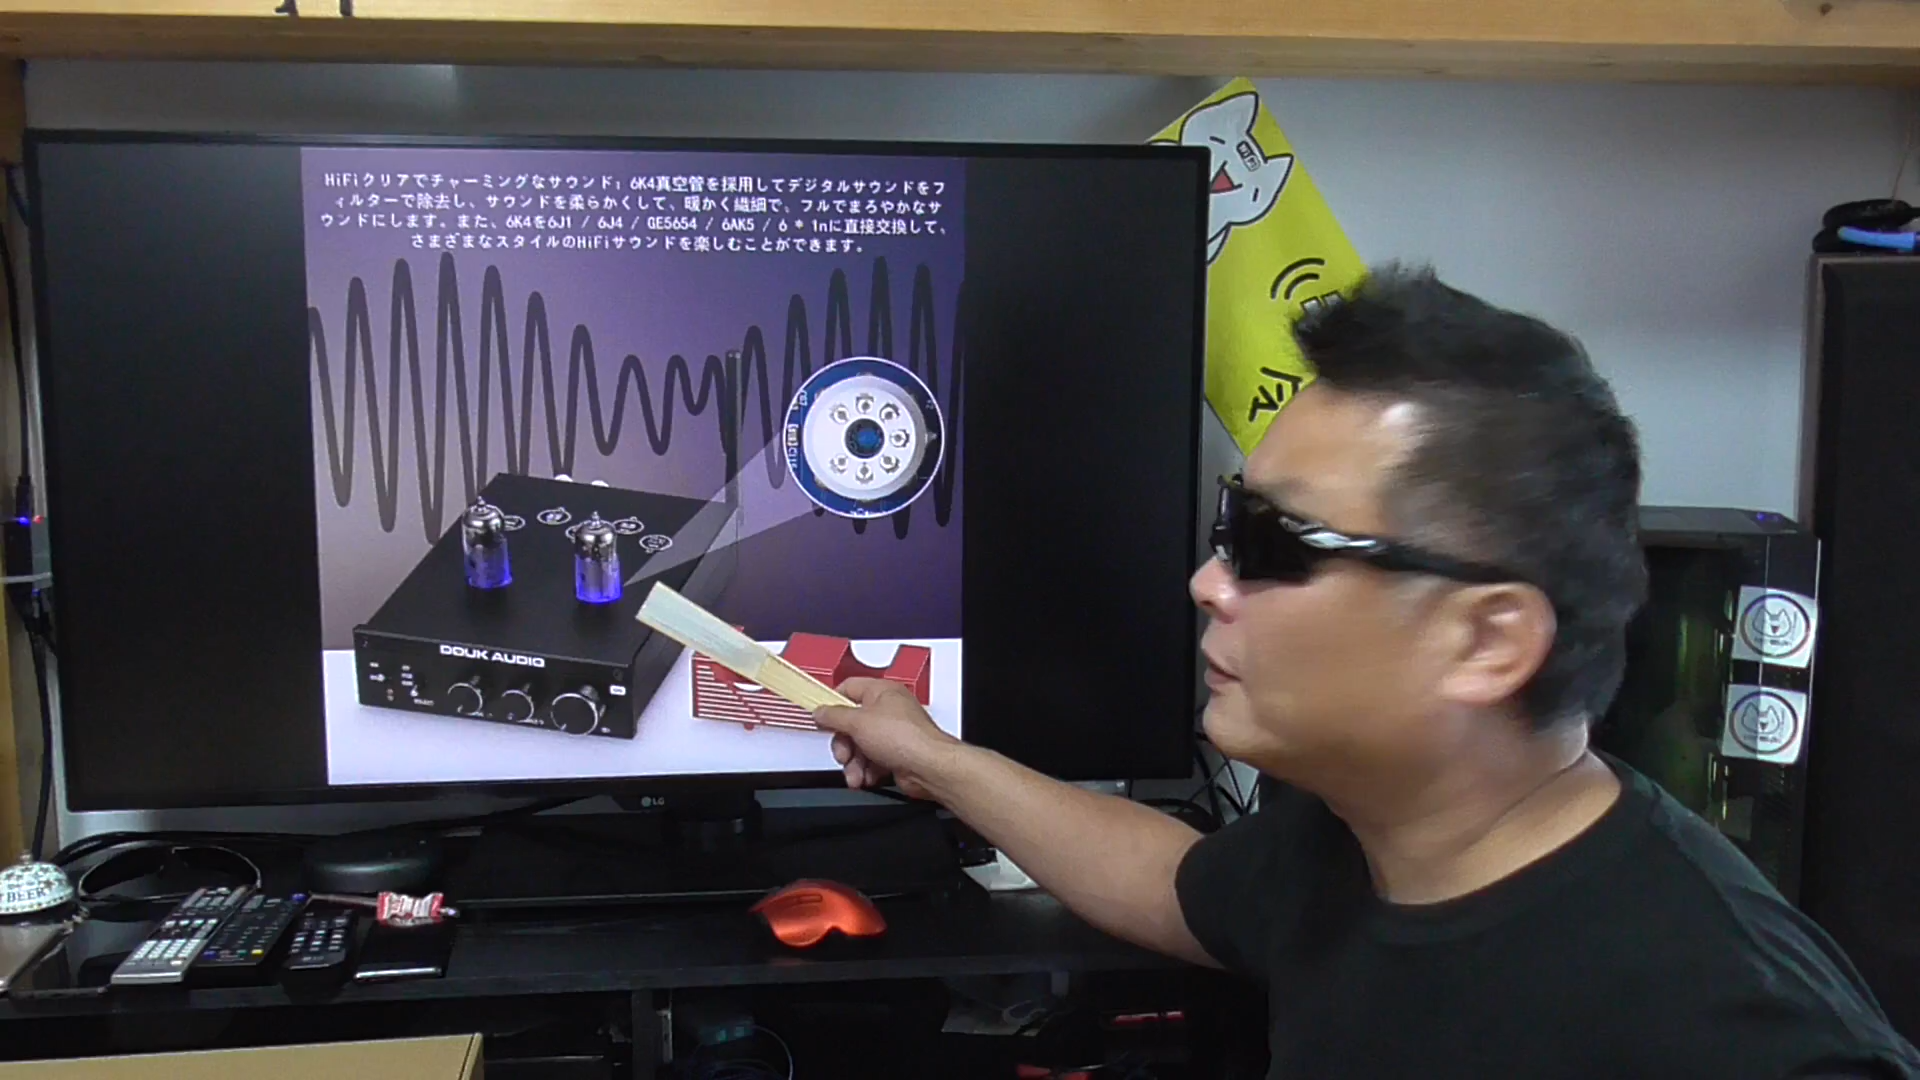 HiFiクリアでチャーミングなサウンド; 6K4真空管を採用してデジタルサウンドをフ
ィルターで除去し、サウンドを柔らかくして、暖かく繊細で、フルでまろやかなサ
ウンドにします。また、6K4を6J1 / 6J4 / GE5654 / 6AK5 / 6 * 1nに直接交換して、
さまざまなスタイルのHiFiサウンドを楽しむことができます。
DOUK AUDIO
LG
BEER
WiFi